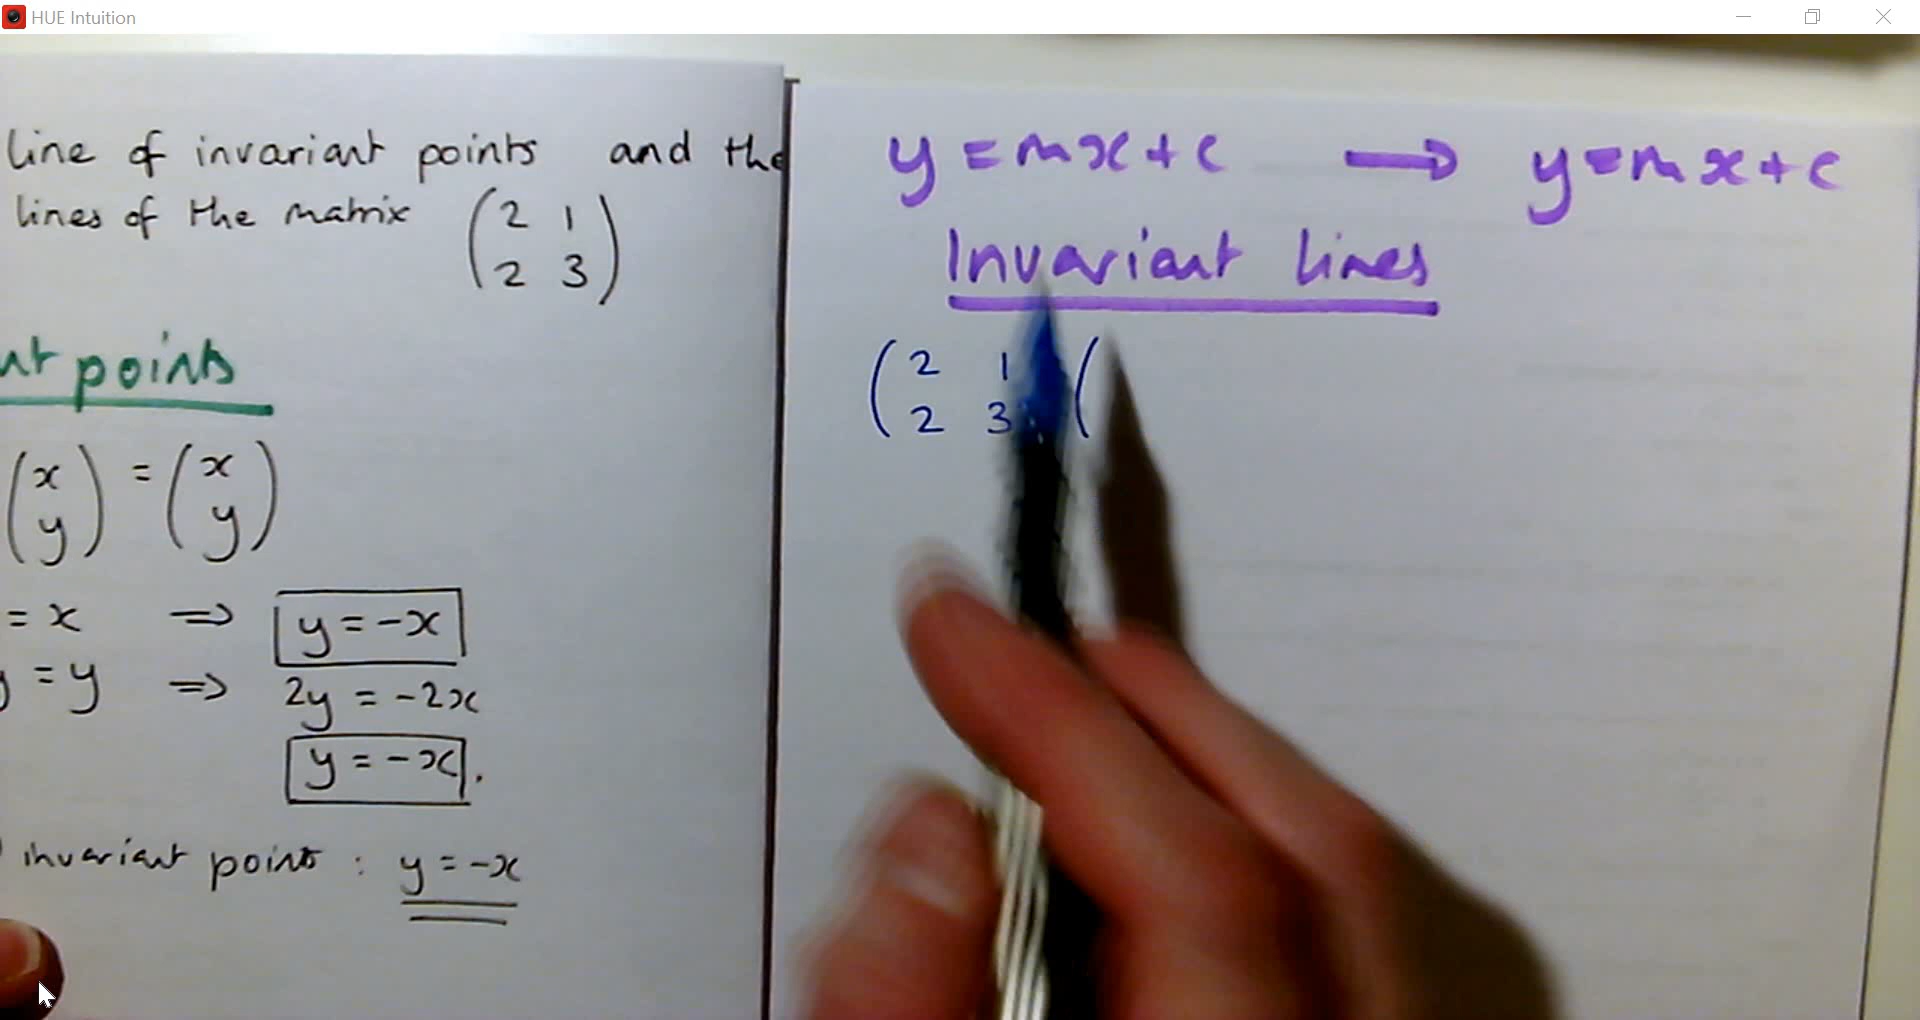 HUE Intuition
line of invariant points and the
lines of the matrix (2 1
2 3)
points
(x
y) = (x
y)
= x ⇒ y = -x
= y ⇒ 2y = -2x
y = -x.
invariant points : y = -x
y = mx + c → y = mx + c
Invariant lines
(2 1
2 3 (